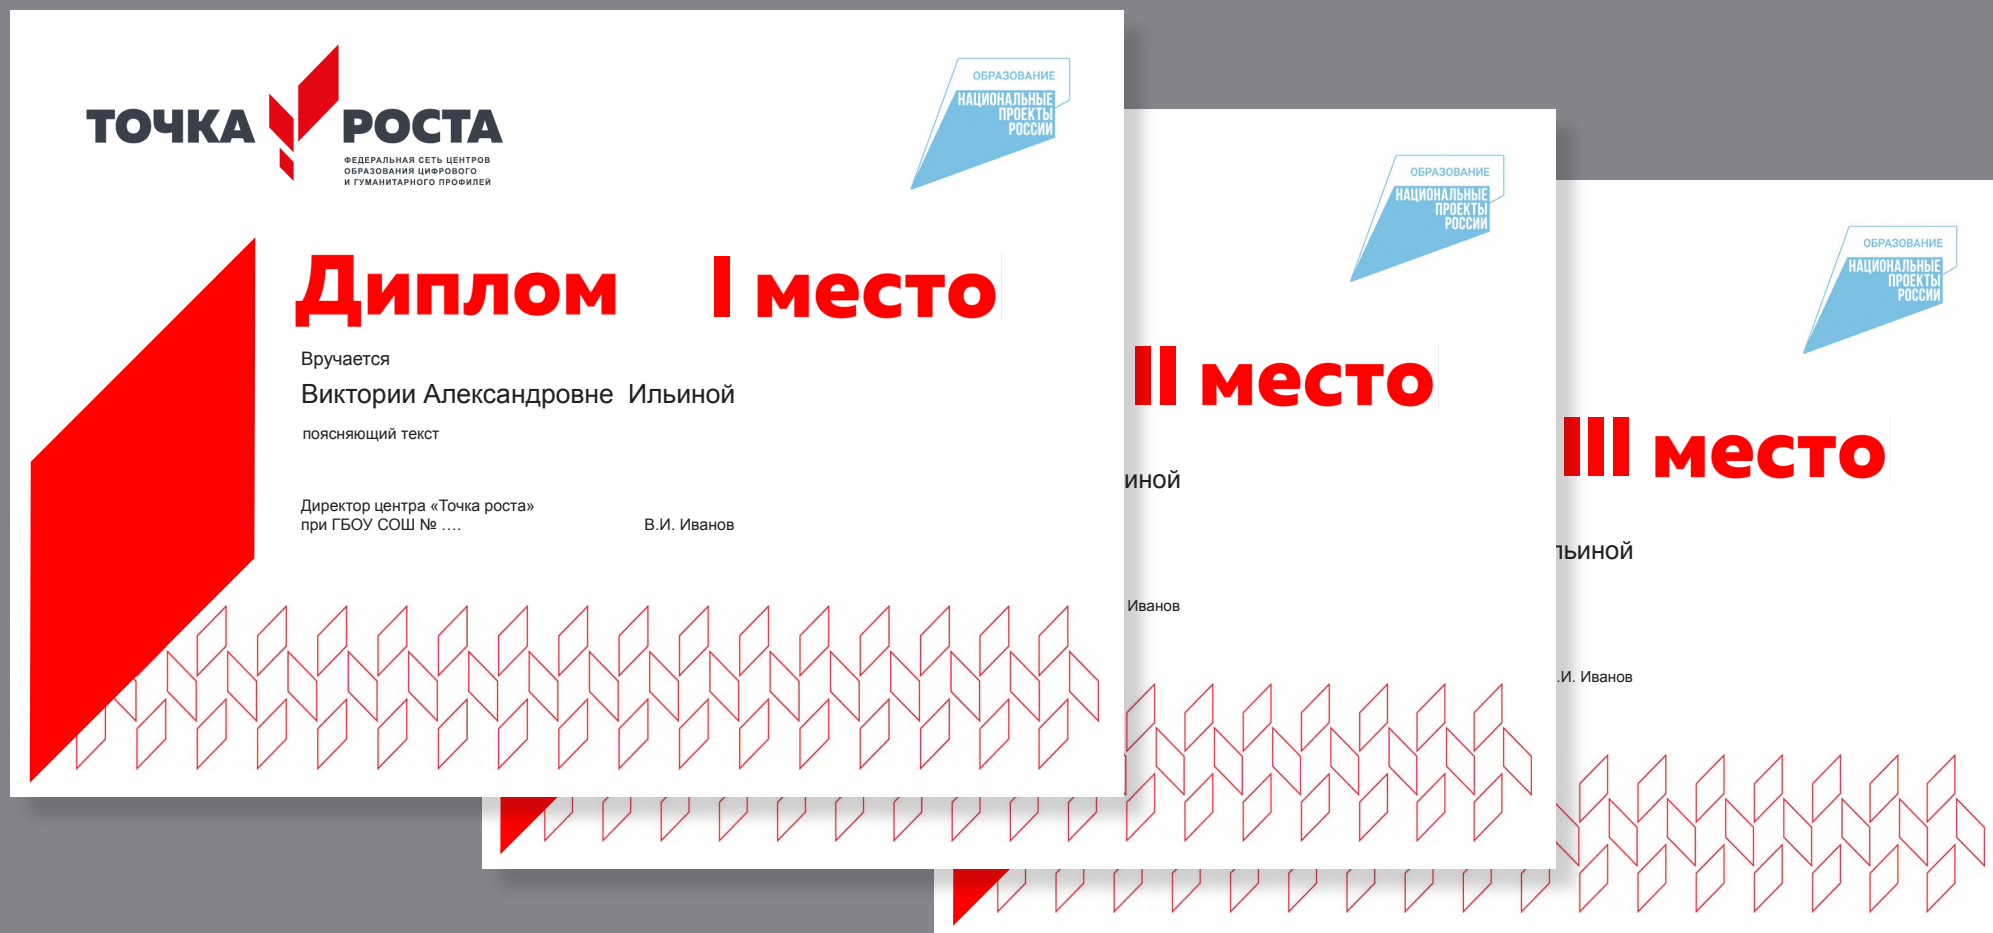 ТОЧКА РОСТА
ФЕДЕРАЛЬНАЯ СЕТЬ ЦЕНТРОВ
ОБРАЗОВАНИЯ ЦИФРОВОГО
И ГУМАНИТАРНОГО ПРОФИЛЕЙ
ОБРАЗОВАНИЕ
НАЦИОНАЛЬНЫЕ
ПРОЕКТЫ
РОССИИ
Диплом I место
Вручается
Виктории Александровне Ильиной
поясняющий текст
Директор центра «Точка роста»
при ГБОУ СОШ № .... В.И. Иванов
ОБРАЗОВАНИЕ
НАЦИОНАЛЬНЫЕ
ПРОЕКТЫ
РОССИИ
II место
иной
Иванов
ОБРАЗОВАНИЕ
НАЦИОНАЛЬНЫЕ
ПРОЕКТЫ
РОССИИ
III место
льиной
.И. Иванов